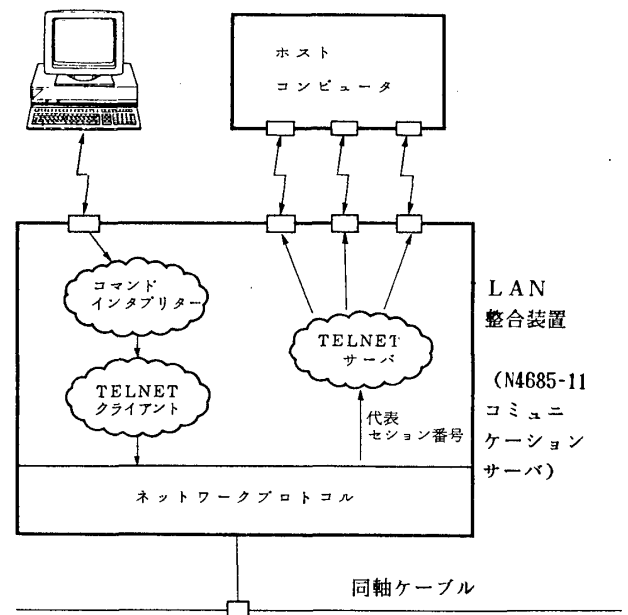 ホスト
コンピュータ
コマンド
インタプリター
TELNET
クライアント
TELNET
サーバ
代表
セション番号
ネットワークプロトコル
LAN
整合装置
(N4685-11
コミュニ
ケーション
サーバ)
同軸ケーブル